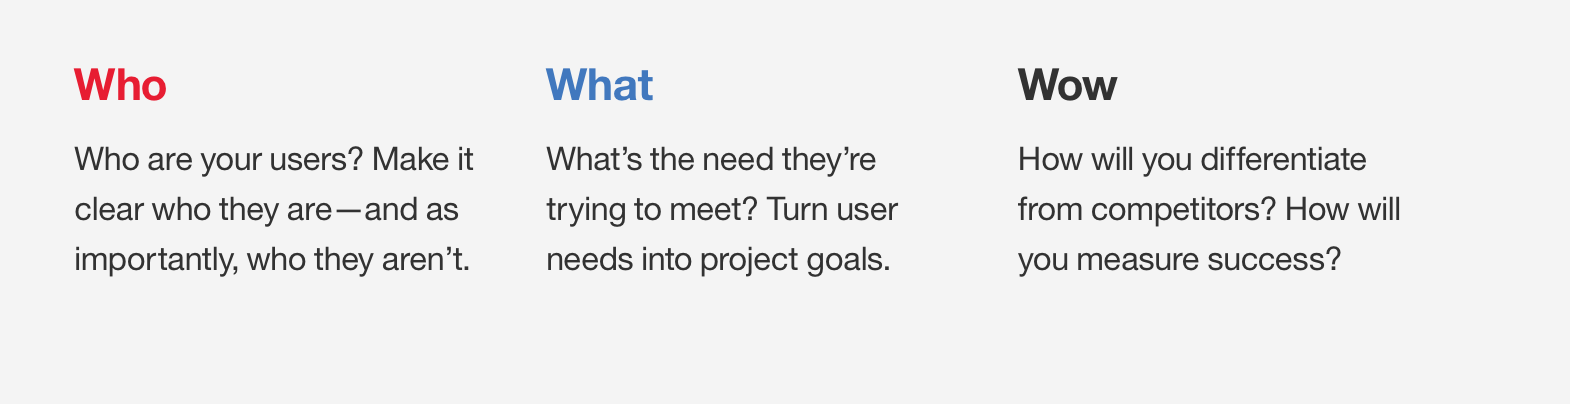 Who
Who are your users? Make it
clear who they are—and as
importantly, who they aren’t.
What
What’s the need they’re
trying to meet? Turn user
needs into project goals.
Wow
How will you differentiate
from competitors? How will
you measure success?